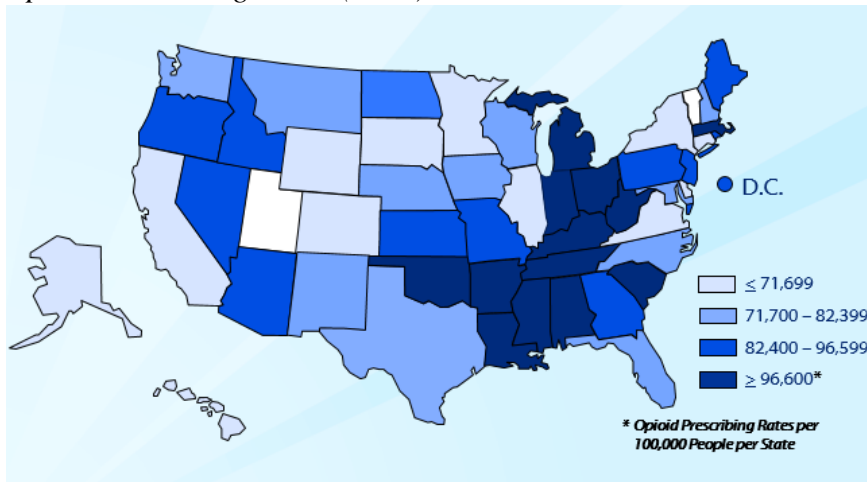 D.C.
≤ 71,699
71,700 – 82,399
82,400 – 96,599
≥ 96,600*
* Opioid Prescribing Rates per
100,000 People per State